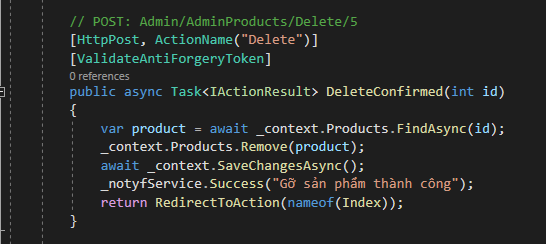 // POST: Admin/AdminProducts/Delete/5
[HttpPost, ActionName("Delete")]
[ValidateAntiForgeryToken]
0 references
public async Task<IActionResult> DeleteConfirmed(int id)
{
var product = await _context.Products.FindAsync(id);
_context.Products.Remove(product);
await _context.SaveChangesAsync();
_notyfService.Success("Gỡ sản phẩm thành công");
return RedirectToAction(nameof(Index));
}